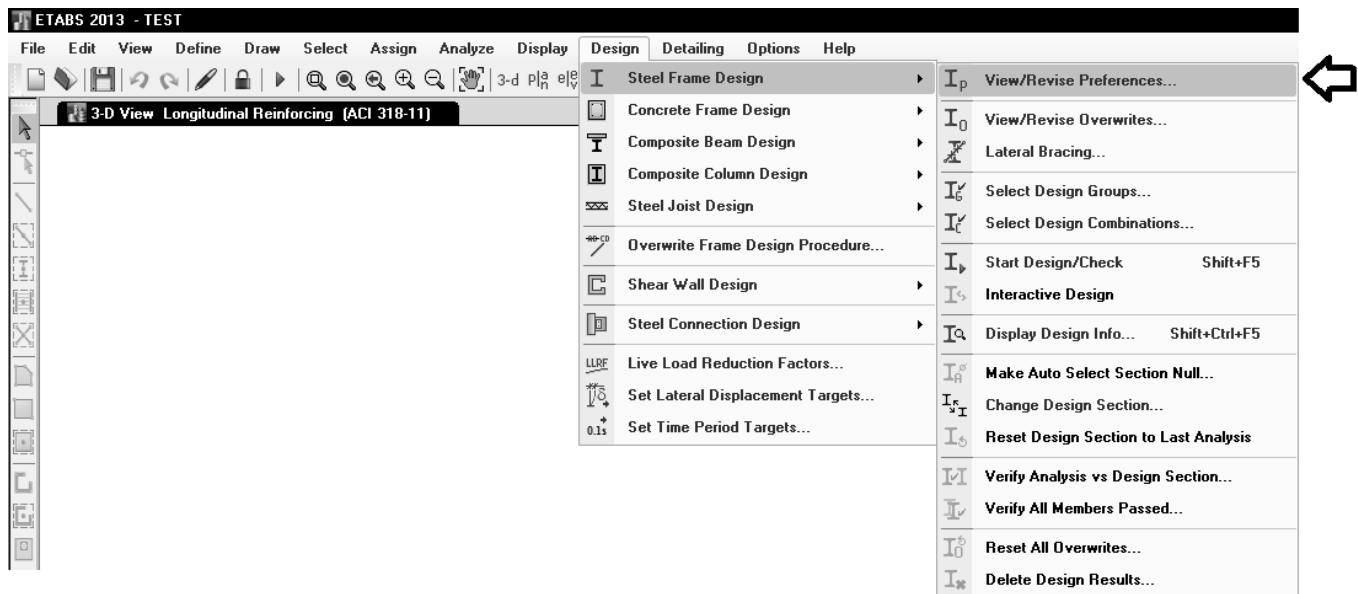 ETABS 2013 - TEST
File Edit View Define Draw Select Assign Analyze Display Design Detailing Options Help
3-d
3-D View Longitudinal Reinforcing (ACI 318-11)
Steel Frame Design
Concrete Frame Design
Composite Beam Design
Composite Column Design
Steel Joist Design
Overwrite Frame Design Procedure...
Shear Wall Design
Steel Connection Design
LLRF Live Load Reduction Factors...
Set Lateral Displacement Targets...
0.1s Set Time Period Targets...
View/Revise Preferences...
View/Revise Overwrites...
Lateral Bracing...
Select Design Groups...
Select Design Combinations...
Start Design/Check Shift+F5
Interactive Design
Display Design Info... Shift+Ctrl+F5
Make Auto Select Section Null...
Change Design Section...
Reset Design Section to Last Analysis
Verify Analysis vs Design Section...
Verify All Members Passed...
Reset All Overwrites...
Delete Design Results...